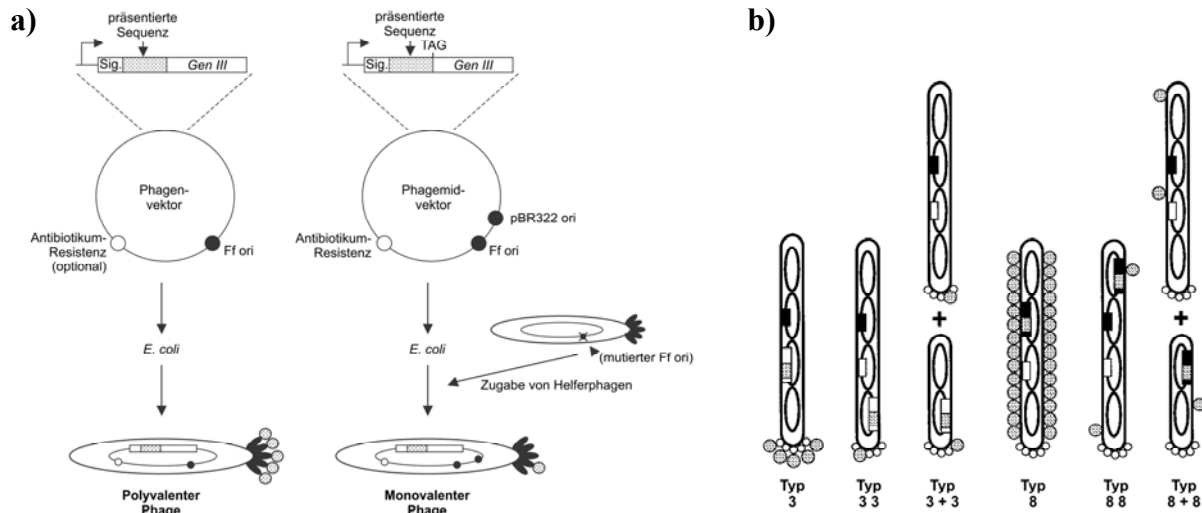 a)
präsentierte
Sequenz
Sig.
Gen III
Phagen-
vektor
Antibiotikum-
Resistenz
(optional)
Ff ori
E. coli
Polyvalenter
Phage
präsentierte
Sequenz
TAG
Sig.
Gen III
Phagemid-
vektor
pBR322 ori
Antibiotikum-
Resistenz
Ff ori
E. coli
(mutierter Ff ori)
Zugabe von Helferphagen
Monovalenter
Phage
b)
+
+
Typ
3
Typ
3 3
Typ
3 + 3
Typ
8
Typ
8 8
Typ
8 + 8